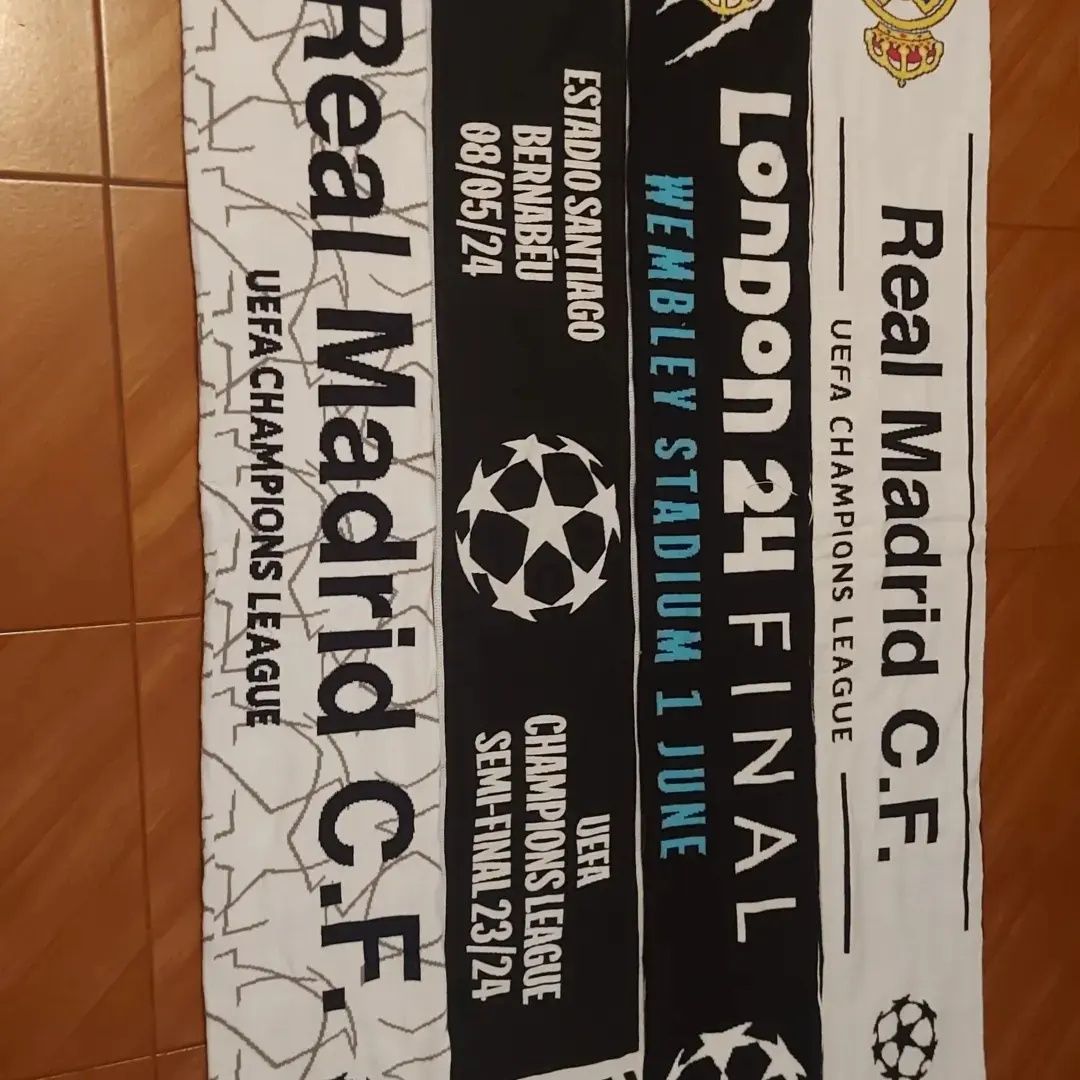 Real Madrid C.F.
UEFA CHAMPIONS LEAGUE
LONDON 24 FINAL
WEMBLEY STADIUM 1 JUNE
ESTADIO SANTIAGO
BERNABÉU
08/05/24
UEFA
CHAMPIONS LEAGUE
SEMI-FINAL 23/24
Real Madrid C.F.
UEFA CHAMPIONS LEAGUE